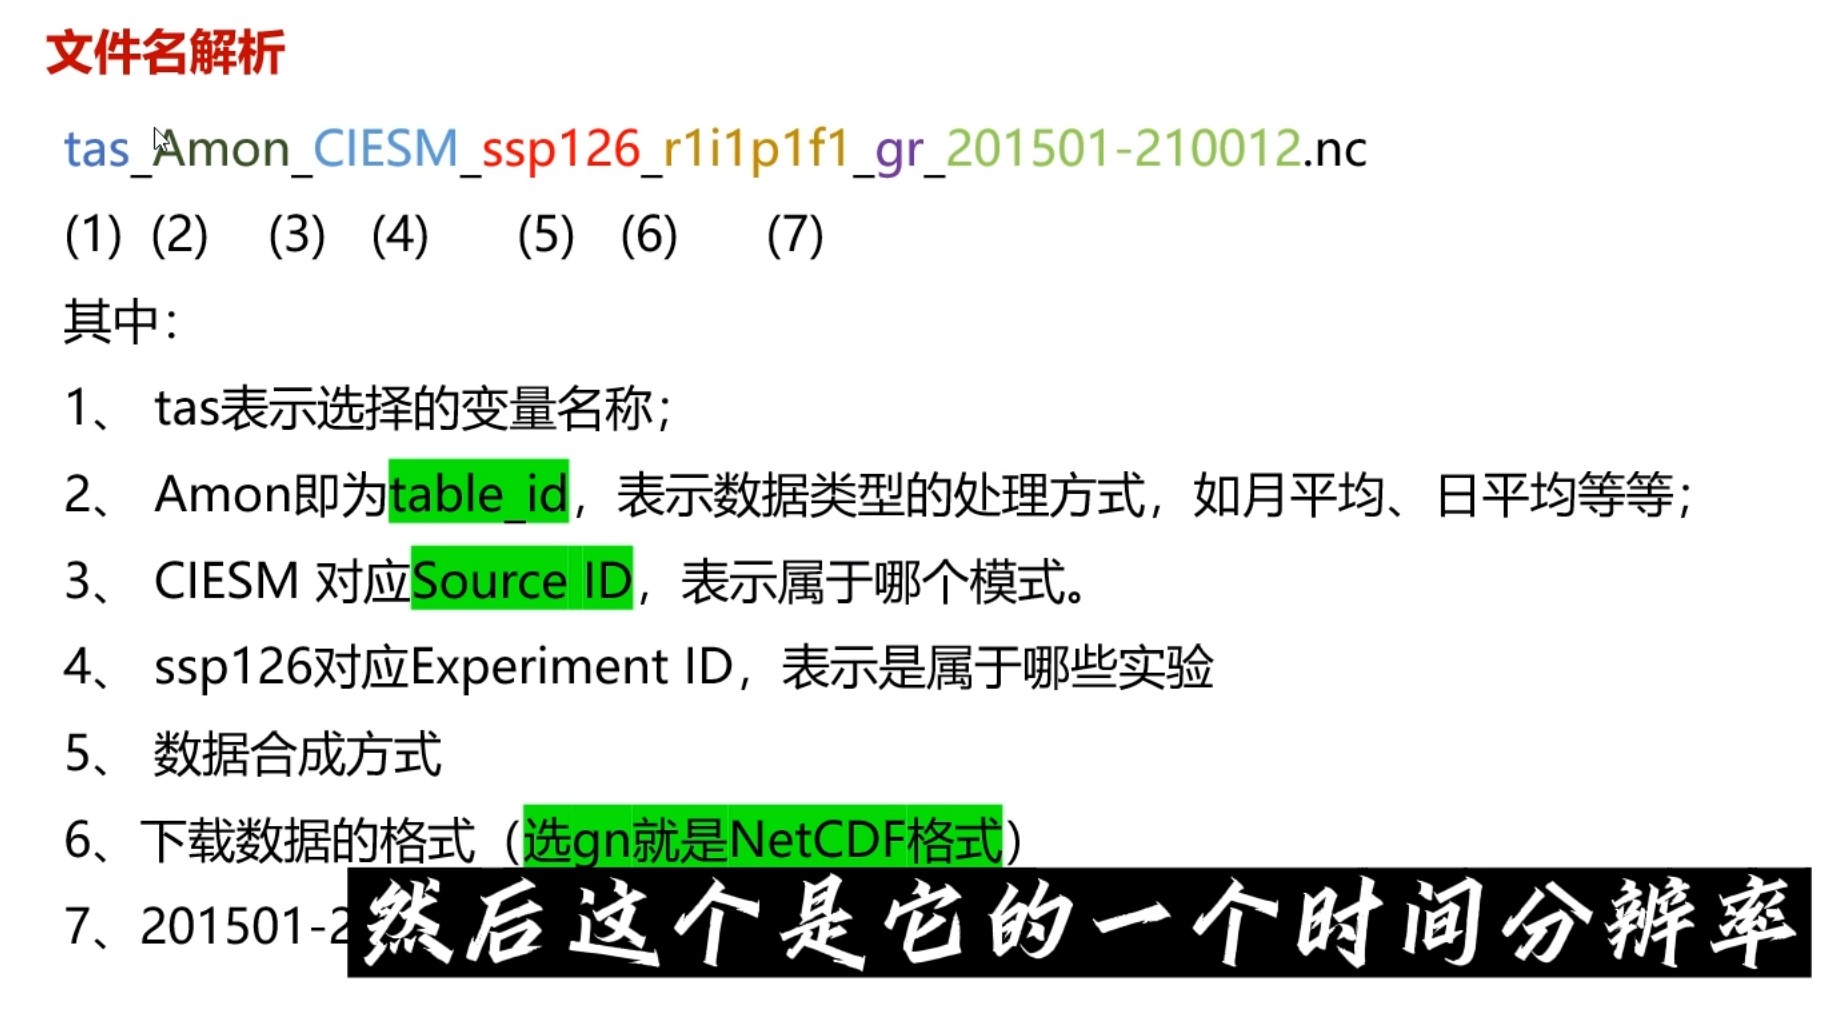 文件名解析
tas_Amon_CIESM_ssp126_r1i1p1f1_gr_201501-210012.nc
(1) (2) (3) (4) (5) (6) (7)
其中：
1、 tas表示选择的变量名称；
2、 Amon即为table_id，表示数据类型的处理方式，如月平均、日平均等等；
3、 CIESM 对应Source ID，表示属于哪个模式。
4、 ssp126对应Experiment ID，表示是属于哪些实验
5、 数据合成方式
6、下载数据的格式（选gn就是NetCDF格式）
7、201501-2
然后这个是它的一个时间分辨率